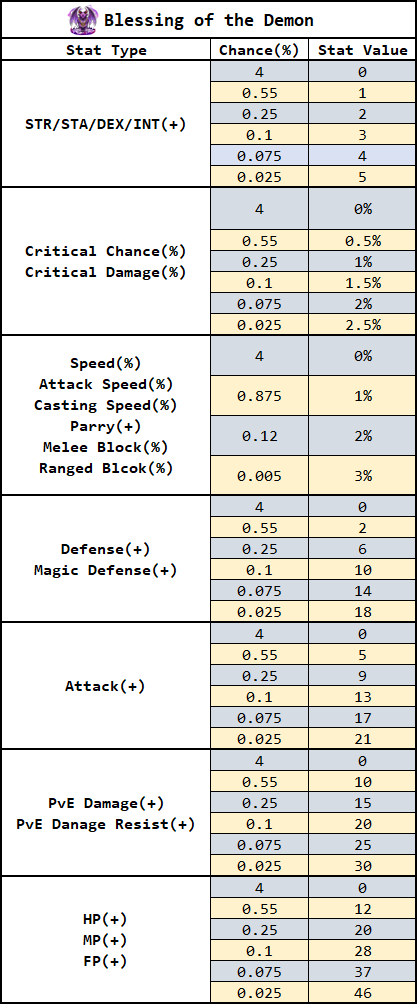 Blessing of the Demon
Stat Type Chance(%) Stat Value
STR/STA/DEX/INT(+)
4 0
0.55 1
0.25 2
0.1 3
0.075 4
0.025 5
Critical Chance(%)
Critical Damage(%)
4 0%
0.55 0.5%
0.25 1%
0.1 1.5%
0.075 2%
0.025 2.5%
Speed(%)
Attack Speed(%)
Casting Speed(%)
Parry(+)
Melee Block(%)
Ranged Blcok(%)
4 0%
0.875 1%
0.12 2%
0.005 3%
Defense(+)
Magic Defense(+)
4 0
0.55 2
0.25 6
0.1 10
0.075 14
0.025 18
Attack(+)
4 0
0.55 5
0.25 9
0.1 13
0.075 17
0.025 21
PvE Damage(+)
PvE Danage Resist(+)
4 0
0.55 10
0.25 15
0.1 20
0.075 25
0.025 30
HP(+)
MP(+)
FP(+)
4 0
0.55 12
0.25 20
0.1 28
0.075 37
0.025 46